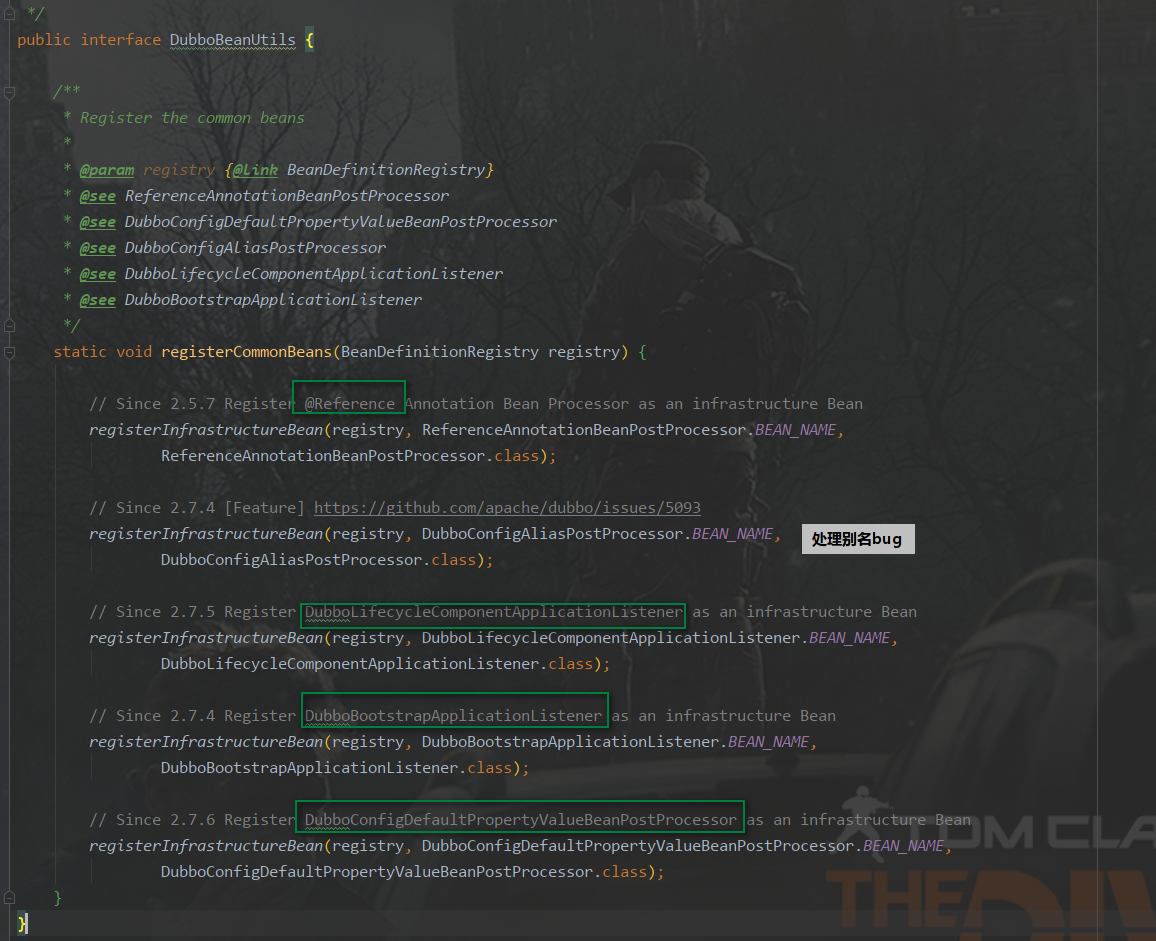 */
public interface DubboBeanUtils {
/**
* Register the common beans
*
* @param registry {@link BeanDefinitionRegistry}
* @see ReferenceAnnotationBeanPostProcessor
* @see DubboConfigDefaultPropertyValueBeanPostProcessor
* @see DubboConfigAliasPostProcessor
* @see DubboLifecycleComponentApplicationListener
* @see DubboBootstrapApplicationListener
*/
static void registerCommonBeans(BeanDefinitionRegistry registry) {
// Since 2.5.7 Register @Reference Annotation Bean Processor as an infrastructure Bean
registerInfrastructureBean(registry, ReferenceAnnotationBeanPostProcessor.BEAN_NAME,
ReferenceAnnotationBeanPostProcessor.class);
// Since 2.7.4 [Feature] https://github.com/apache/dubbo/issues/5093
registerInfrastructureBean(registry, DubboConfigAliasPostProcessor.BEAN_NAME, 处理别名bug
DubboConfigAliasPostProcessor.class);
// Since 2.7.5 Register DubboLifecycleComponentApplicationListener as an infrastructure Bean
registerInfrastructureBean(registry, DubboLifecycleComponentApplicationListener.BEAN_NAME,
DubboLifecycleComponentApplicationListener.class);
// Since 2.7.4 Register DubboBootstrapApplicationListener as an infrastructure Bean
registerInfrastructureBean(registry, DubboBootstrapApplicationListener.BEAN_NAME,
DubboBootstrapApplicationListener.class);
// Since 2.7.6 Register DubboConfigDefaultPropertyValueBeanPostProcessor as an infrastructure Bean
registerInfrastructureBean(registry, DubboConfigDefaultPropertyValueBeanPostProcessor.BEAN_NAME,
DubboConfigDefaultPropertyValueBeanPostProcessor.class);
}
}
TOM CLA
THE DIV